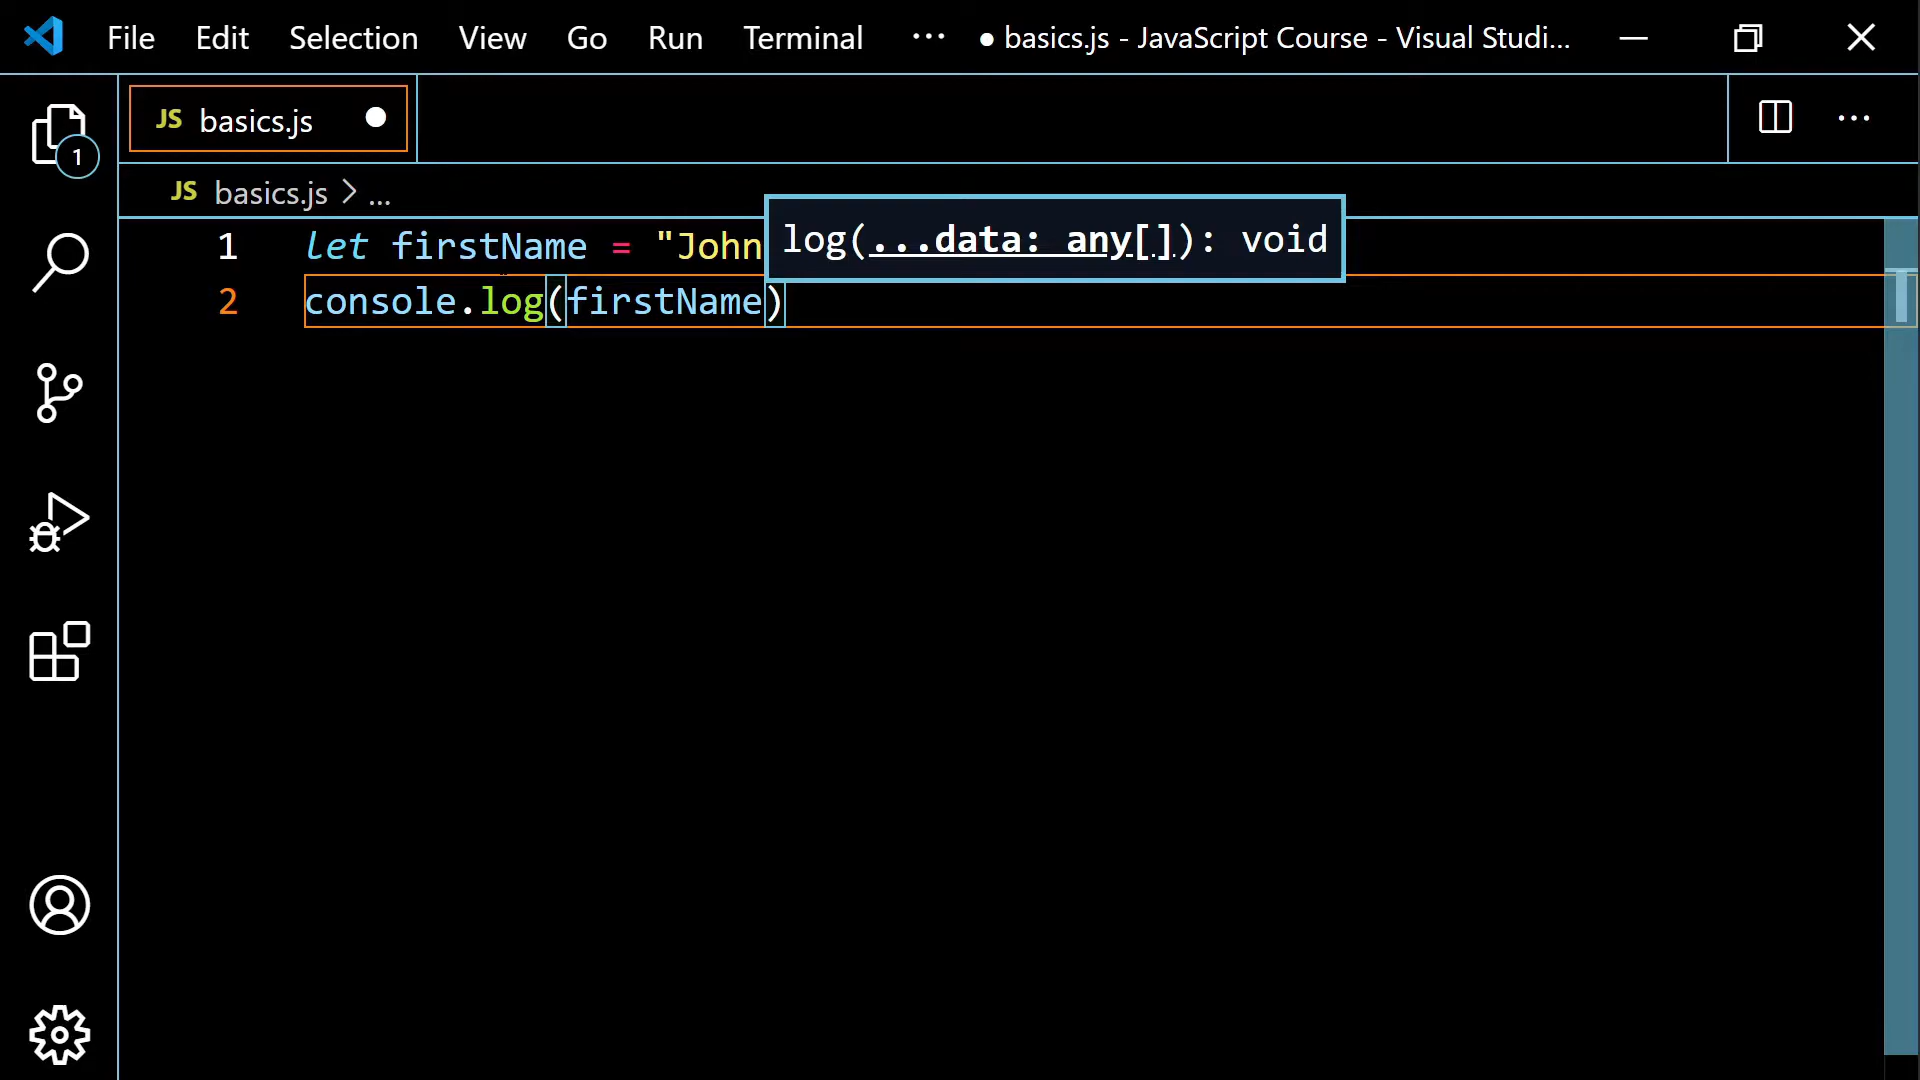 File Edit Selection View Go Run Terminal ··· ● basics.js - JavaScript Course - Visual Studi...
JS basics.js ●
1
JS basics.js > ...
log(...data: any[]): void
1 let firstName = "John
2 console.log(firstName)